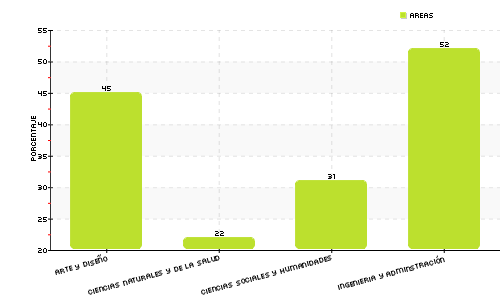 AREAS
55
50
45
40
35
30
25
20
PORCENTAJE
45
22
31
52
ARTE Y DISEÑO
CIENCIAS NATURALES Y DE LA SALUD
CIENCIAS SOCIALES Y HUMANIDADES
INGENIERIA Y ADMINSTRACIÓN